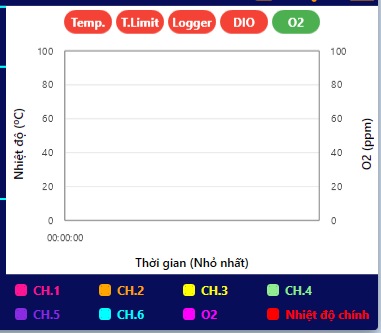 Temp. T.Limit Logger DIO O2
100 100
80 80
60 60
40 40
20 20
0 0
Nhiệt độ (ºC)
O2 (ppm)
00:00:00
Thời gian (Nhỏ nhất)
CH.1 CH.2 CH.3 CH.4
CH.5 CH.6 O2 Nhiệt độ chính